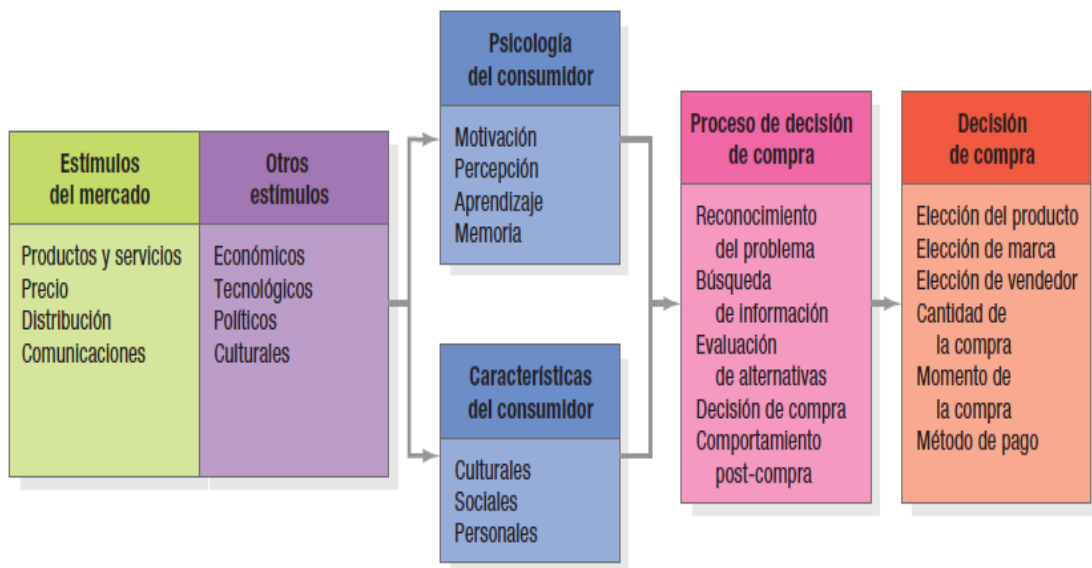 Estímulos
del mercado
Productos y servicios
Precio
Distribución
Comunicaciones
Otros
estímulos
Económicos
Tecnológicos
Políticos
Culturales
Psicología
del consumidor
Motivación
Percepción
Aprendizaje
Memoria
Características
del consumidor
Culturales
Sociales
Personales
Proceso de decisión
de compra
Reconocimiento
del problema
Búsqueda
de información
Evaluación
de alternativas
Decisión de compra
Comportamiento
post-compra
Decisión
de compra
Elección del producto
Elección de marca
Elección de vendedor
Cantidad de
la compra
Momento de
la compra
Método de pago